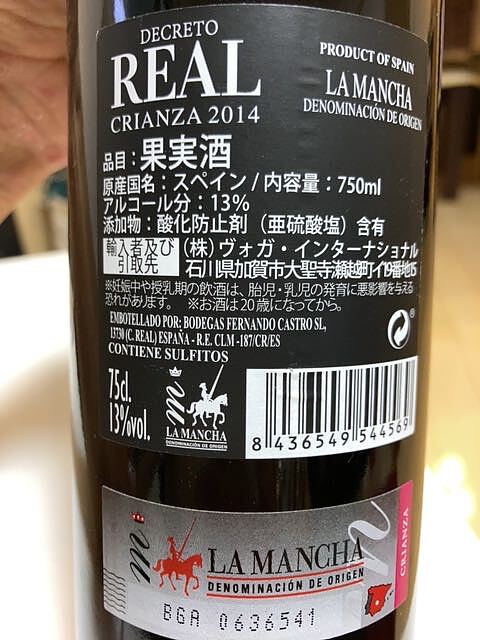 DECRETO
REAL
CRIANZA 2014
PRODUCT OF SPAIN
LA MANCHA
DENOMINACIÓN DE ORIGEN
品目：果実酒
原産国名：スペイン / 内容量：750ml
アルコール分：13%
添加物：酸化防止剤（亜硫酸塩）含有
輸入者及び引取先 （株）ヴォガ・インターナショナル
石川県加賀市大聖寺瀬越町イ19番地15
※妊娠中や授乳期の飲酒は、胎児・乳児の発育に悪影響を与える
恐れがあります。 ※お酒は20歳になってから。
EMBOTELLADO POR: BODEGAS FERNANDO CASTRO SL,
13730 (C. REAL) ESPAÑA - R.E. CLM -187/CR/ES
CONTIENE SULFITOS
75cl.
13%vol.
m
LA MANCHA
DENOMINACIÓN DE ORIGEN
8 436549 544569
m
LA MANCHA
DENOMINACIÓN DE ORIGEN
CRIANZA
BGA 0636541